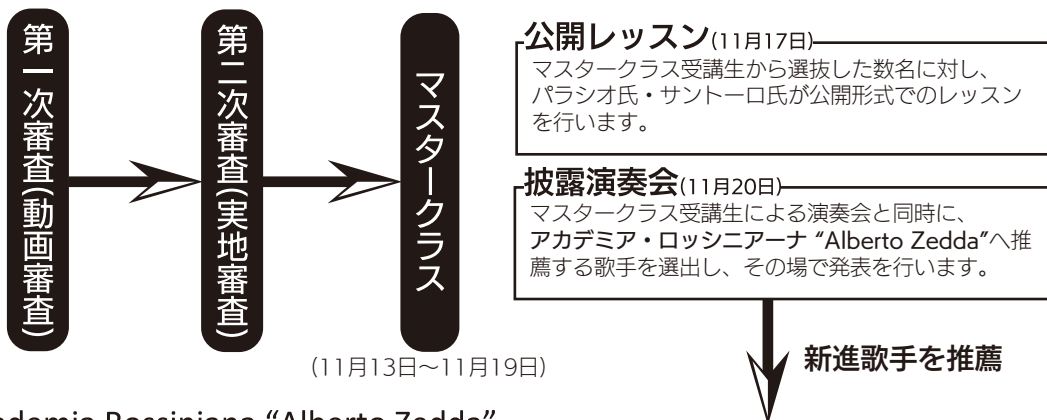 第一次審査(動画審査)
第二次審査(実地審査)
マスタークラス
(11月13日〜11月19日)
公開レッスン(11月17日)
マスタークラス受講生から選抜した数名に対し、
パラシオ氏・サントーロ氏が公開形式でのレッスン
を行います。
披露演奏会(11月20日)
マスタークラス受講生による演奏会と同時に、
アカデミア・ロッシニアーナ “Alberto Zedda”へ推
薦する歌手を選出し、その場で発表を行います。
新進歌手を推薦
ademia Rossiniana “Alberto Zedda”